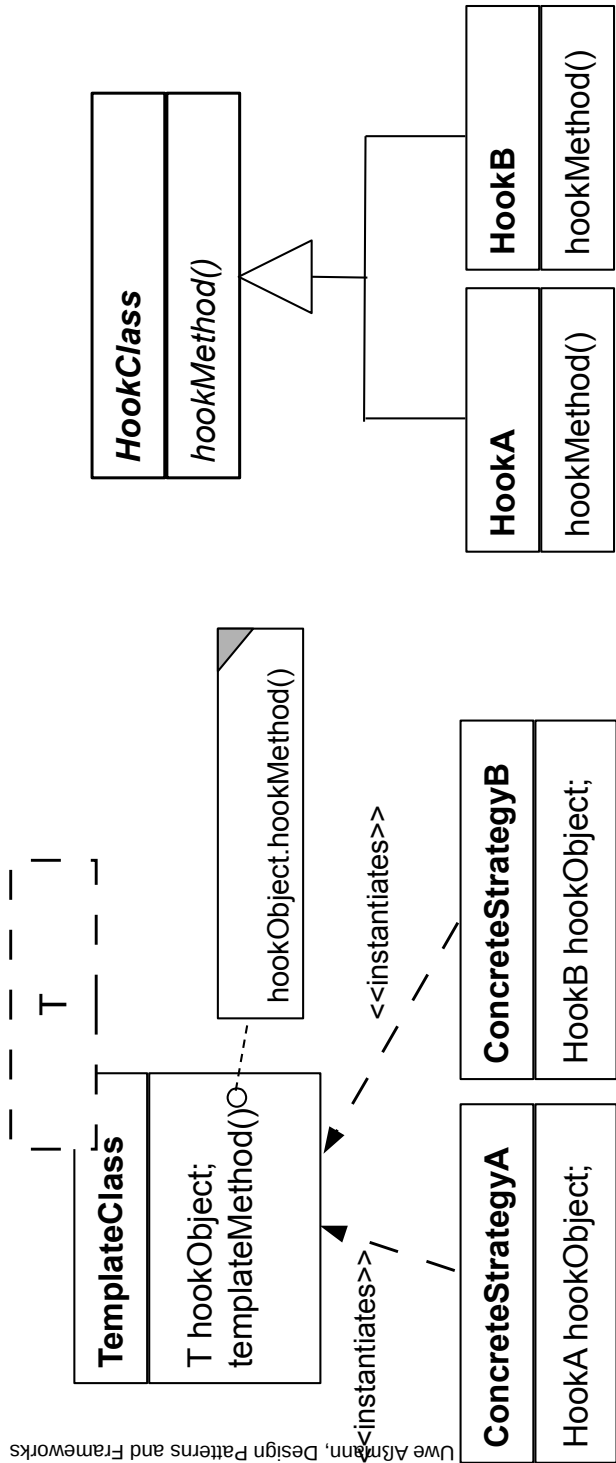 T
TemplateClass
T hookObject;
templateMethod()
hookObject.hookMethod()
<<instantiates>>
<<instantiates>>
ConcreteStrategyA
HookA hookObject;
ConcreteStrategyB
HookB hookObject;
HookClass
hookMethod()
HookA
hookMethod()
HookB
hookMethod()
Uwe Aßmann, Design Patterns and Frameworks